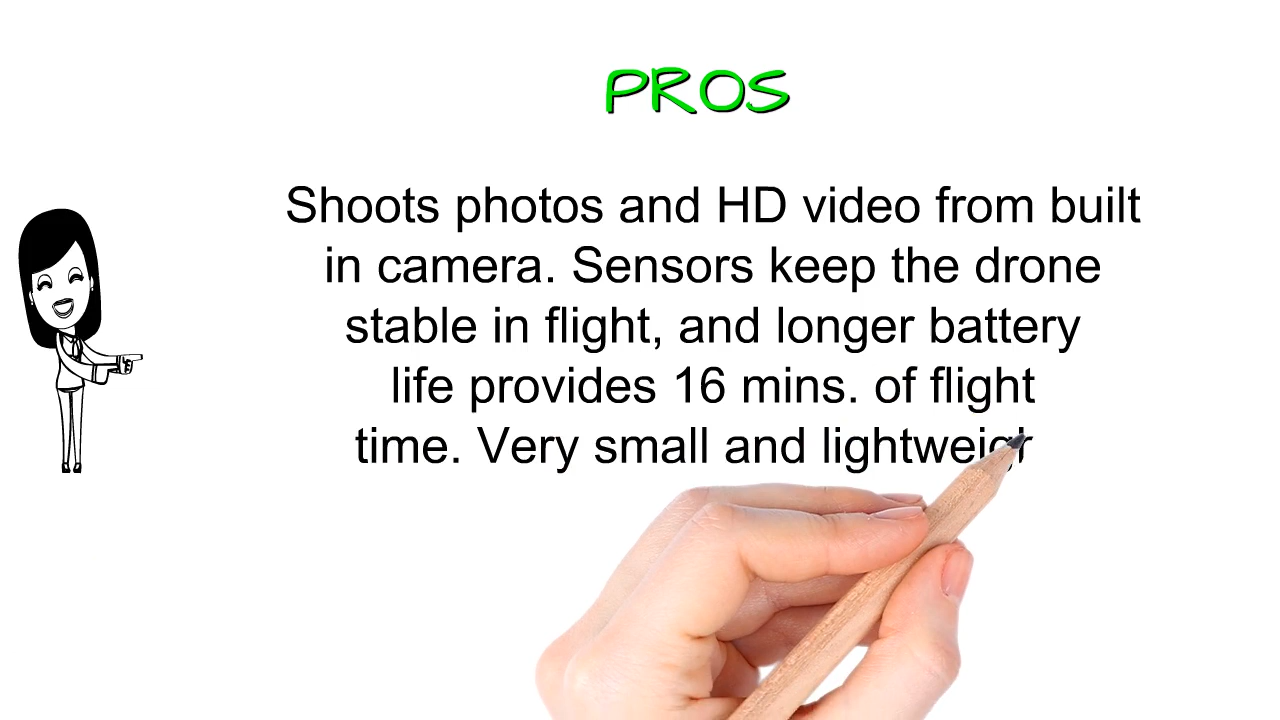 PROS
Shoots photos and HD video from built
in camera. Sensors keep the drone
stable in flight, and longer battery
life provides 16 mins. of flight
time. Very small and